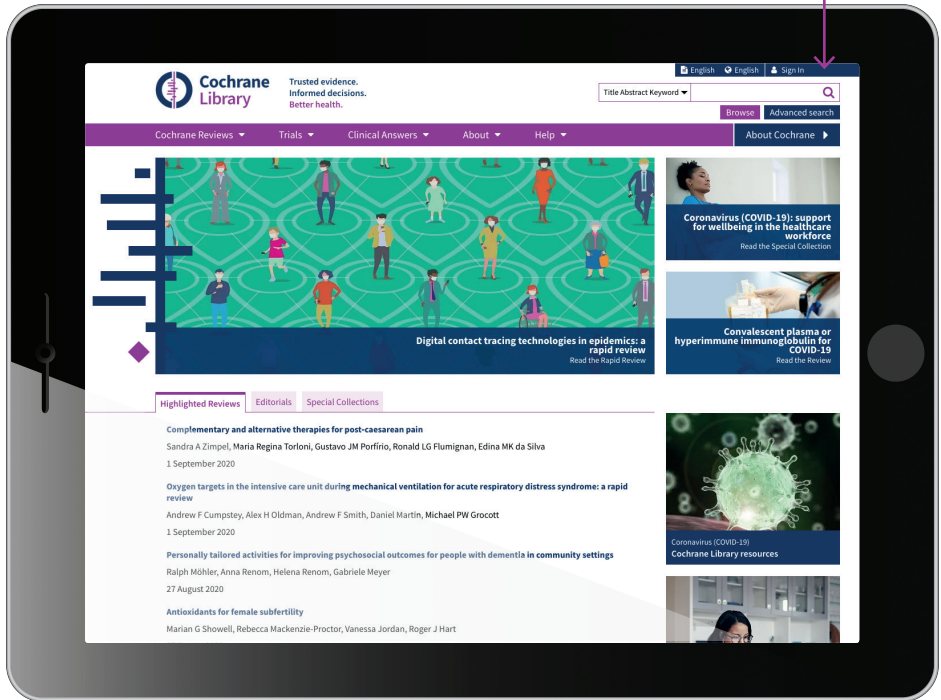 Cochrane
Library
Trusted evidence.
Informed decisions.
Better health.
English
English
Sign In
Title Abstract Keyword
Browse
Advanced search
Cochrane Reviews
Trials
Clinical Answers
About
Help
About Cochrane
Digital contact tracing technologies in epidemics: a
rapid review
Read the Rapid Review
Coronavirus (COVID-19): support
for wellbeing in the healthcare
workforce
Read the Special Collection
Convalescent plasma or
hyperimmune immunoglobulin for
COVID-19
Read the Review
Highlighted Reviews
Editorials
Special Collections
Complementary and alternative therapies for post-caesarean pain
Sandra A Zimpel, Maria Regina Torloni, Gustavo JM Porfírio, Ronald LG Flumignan, Edina MK da Silva
1 September 2020
Oxygen targets in the intensive care unit during mechanical ventilation for acute respiratory distress syndrome: a rapid
review
Andrew F Cumpstey, Alex H Oldman, Andrew F Smith, Daniel Martin, Michael PW Grocott
1 September 2020
Personally tailored activities for improving psychosocial outcomes for people with dementia in community settings
Ralph Möhler, Anna Renom, Helena Renom, Gabriele Meyer
27 August 2020
Antioxidants for female subfertility
Marian G Showell, Rebecca Mackenzie-Proctor, Vanessa Jordan, Roger J Hart
Coronavirus (COVID-19)
Cochrane Library resources